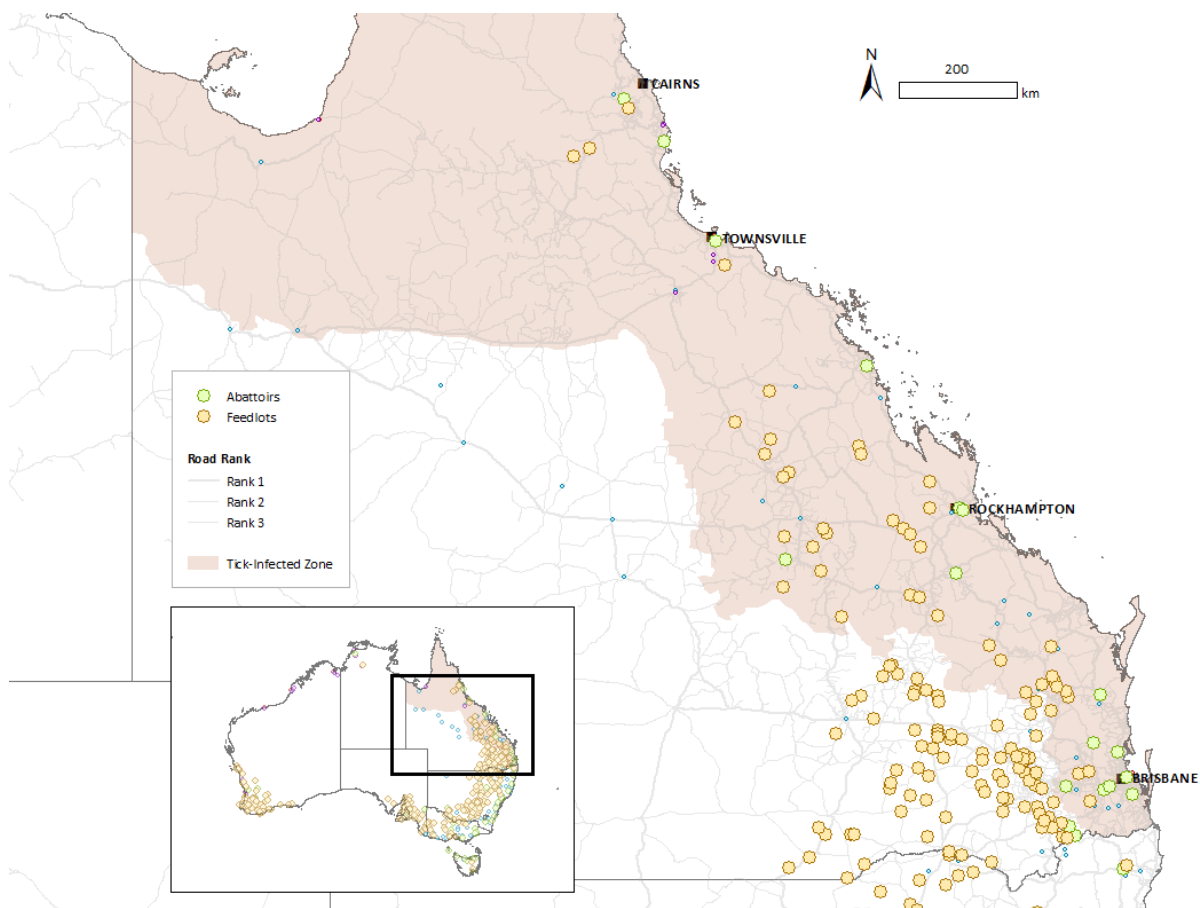 N
200
km
CAIRNS
TOWNSVILLE
Abattoirs
Feedlots
Road Rank
Rank 1
Rank 2
Rank 3
Tick-Infected Zone
ROCKHAMPTON
BRISBANE